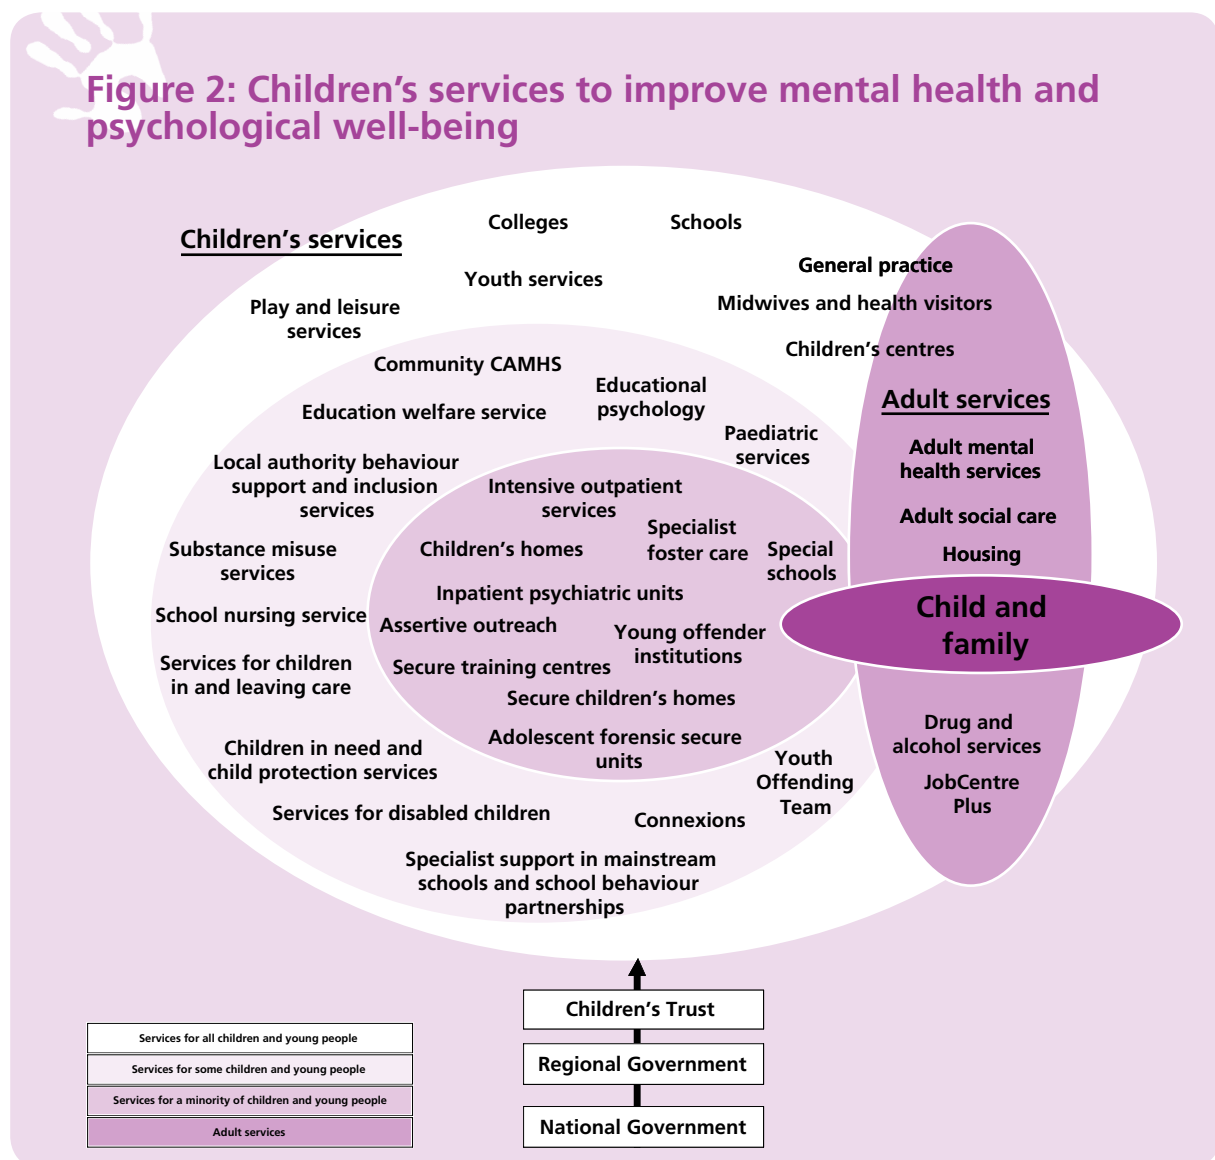 Figure 2: Children’s services to improve mental health and
psychological well-being
Children’s services
Colleges
Schools
General practice
Youth services
Midwives and health visitors
Play and leisure
services
Children’s centres
Community CAMHS
Educational
psychology
Education welfare service
Paediatric
services
Local authority behaviour
support and inclusion
services
Intensive outpatient
services
Specialist
foster care
Children’s homes
Special
schools
Substance misuse
services
Inpatient psychiatric units
School nursing service
Assertive outreach
Young offender
institutions
Services for children
in and leaving care
Secure training centres
Secure children’s homes
Adolescent forensic secure
units
Children in need and
child protection services
Youth
Offending
Team
Services for disabled children
Connexions
Specialist support in mainstream
schools and school behaviour
partnerships
Adult services
Adult mental
health services
Adult social care
Housing
Child and
family
Drug and
alcohol services
JobCentre
Plus
Children’s Trust
Regional Government
National Government
Services for all children and young people
Services for some children and young people
Services for a minority of children and young people
Adult services